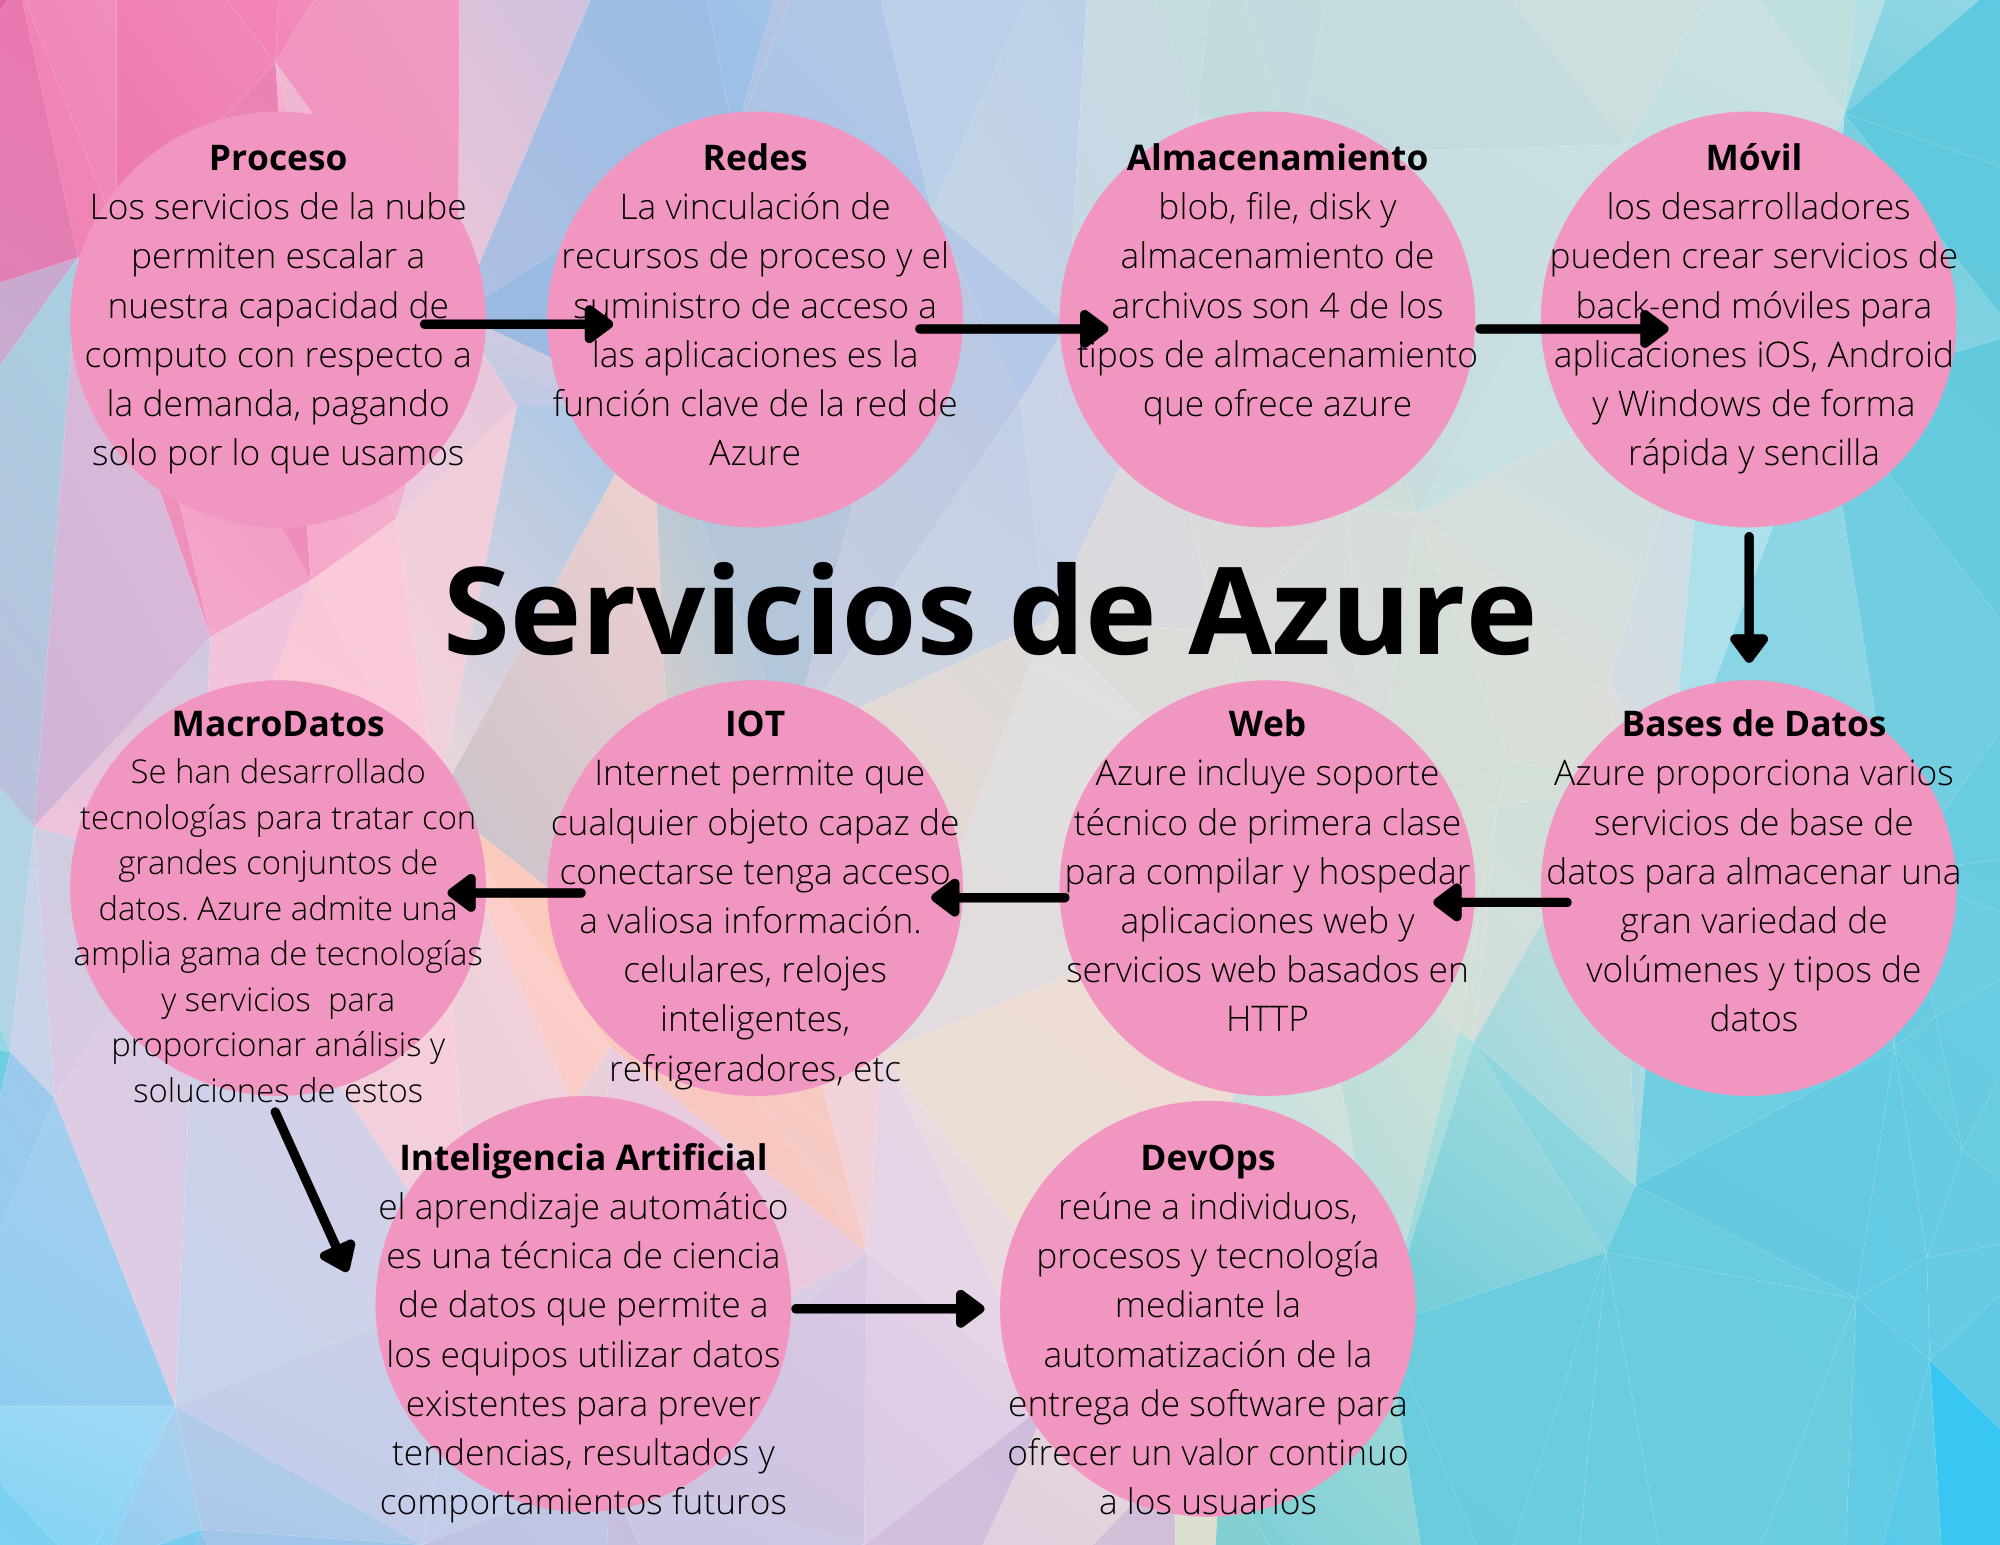 Proceso
Los servicios de la nube
permiten escalar a
nuestra capacidad de
computo con respecto a
la demanda, pagando
solo por lo que usamos
Redes
La vinculación de
recursos de proceso y el
suministro de acceso a
las aplicaciones es la
función clave de la red de
Azure
Almacenamiento
blob, file, disk y
almacenamiento de
archivos son 4 de los
tipos de almacenamiento
que ofrece azure
Móvil
los desarrolladores
pueden crear servicios de
back-end móviles para
aplicaciones iOS, Android
y Windows de forma
rápida y sencilla
Servicios de Azure
Bases de Datos
Azure proporciona varios
servicios de base de
datos para almacenar una
gran variedad de
volúmenes y tipos de
datos
Web
Azure incluye soporte
técnico de primera clase
para compilar y hospedar
aplicaciones web y
servicios web basados en
HTTP
IOT
Internet permite que
cualquier objeto capaz de
conectarse tenga acceso
a valiosa información.
celulares, relojes
inteligentes,
refrigeradores, etc
MacroDatos
Se han desarrollado
tecnologías para tratar con
grandes conjuntos de
datos. Azure admite una
amplia gama de tecnologías
y servicios  para
proporcionar análisis y
soluciones de estos
Inteligencia Artificial
el aprendizaje automático
es una técnica de ciencia
de datos que permite a
los equipos utilizar datos
existentes para prever
tendencias, resultados y
comportamientos futuros
DevOps
reúne a individuos,
procesos y tecnología
mediante la
automatización de la
entrega de software para
ofrecer un valor continuo
a los usuarios